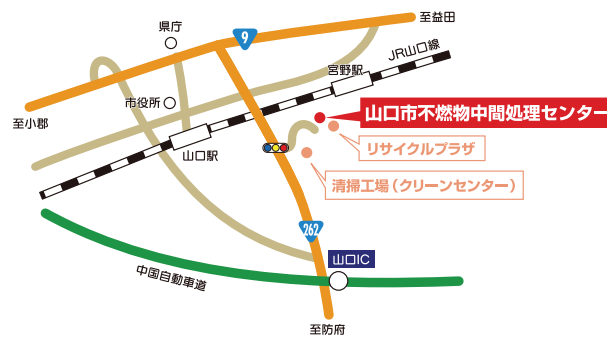 至益田
県庁
9
JR山口線
宮野駅
市役所
至小郡
山口市不燃物中間処理センター
リサイクルプラザ
山口駅
清掃工場（クリーンセンター）
262
山口IC
中国自動車道
至防府